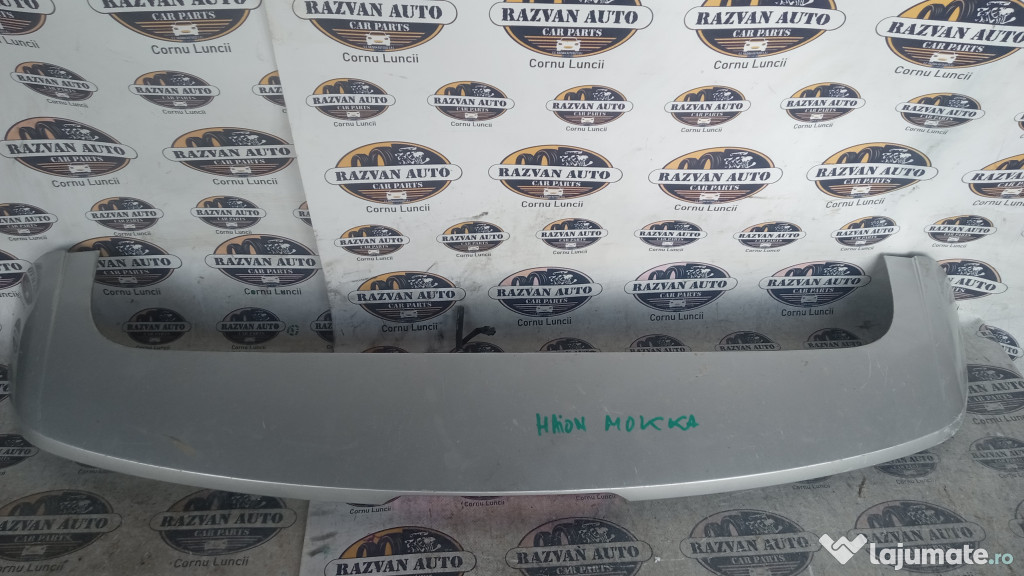 RAZVAN AUTO
CAR PARTS
Cornu Luncii
HAION MOKKA
lajumate.ro